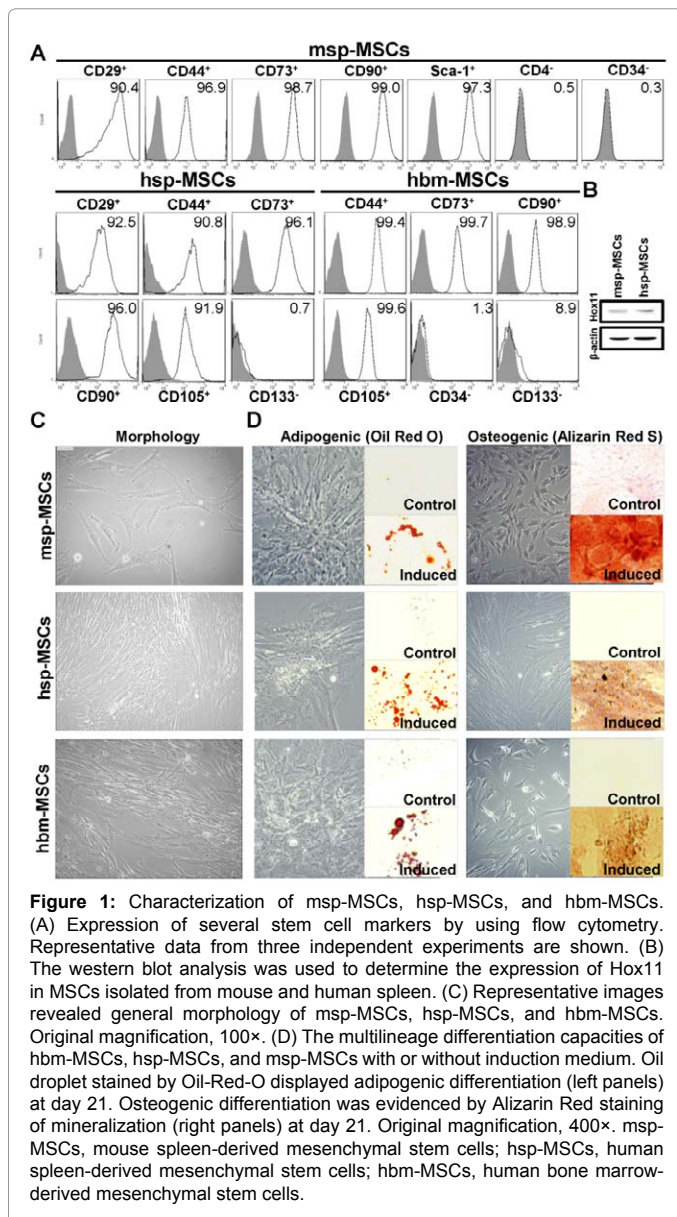 A
msp-MSCs
CD29⁺ CD44⁺ CD73⁺ CD90⁺ Sca-1⁺ CD4⁻ CD34⁻
90.4 96.9 98.7 99.0 97.3 0.5 0.3
hsp-MSCs hbm-MSCs
CD29⁺ CD44⁺ CD73⁺ CD44⁺ CD73⁺ CD90⁺
92.5 90.8 96.1 99.4 99.7 98.9
96.0 91.9 0.7 99.6 1.3 8.9
CD90⁺ CD105⁺ CD133⁻ CD105⁺ CD34⁻ CD133⁻
B
msp-MSCs
hsp-MSCs
Hox11
β-actin
C
Morphology
D
Adipogenic (Oil Red O) Osteogenic (Alizarin Red S)
msp-MSCs
Control Control
Induced Induced
hsp-MSCs
Control Control
Induced Induced
hbm-MSCs
Control Control
Induced Induced
Figure 1: Characterization of msp-MSCs, hsp-MSCs, and hbm-MSCs.
(A) Expression of several stem cell markers by using flow cytometry.
Representative data from three independent experiments are shown. (B)
The western blot analysis was used to determine the expression of Hox11
in MSCs isolated from mouse and human spleen. (C) Representative images
revealed general morphology of msp-MSCs, hsp-MSCs, and hbm-MSCs.
Original magnification, 100×. (D) The multilineage differentiation capacities of
hbm-MSCs, hsp-MSCs, and msp-MSCs with or without induction medium. Oil
droplet stained by Oil-Red-O displayed adipogenic differentiation (left panels)
at day 21. Osteogenic differentiation was evidenced by Alizarin Red staining
of mineralization (right panels) at day 21. Original magnification, 400×. msp-
MSCs, mouse spleen-derived mesenchymal stem cells; hsp-MSCs, human
spleen-derived mesenchymal stem cells; hbm-MSCs, human bone marrow-
derived mesenchymal stem cells.